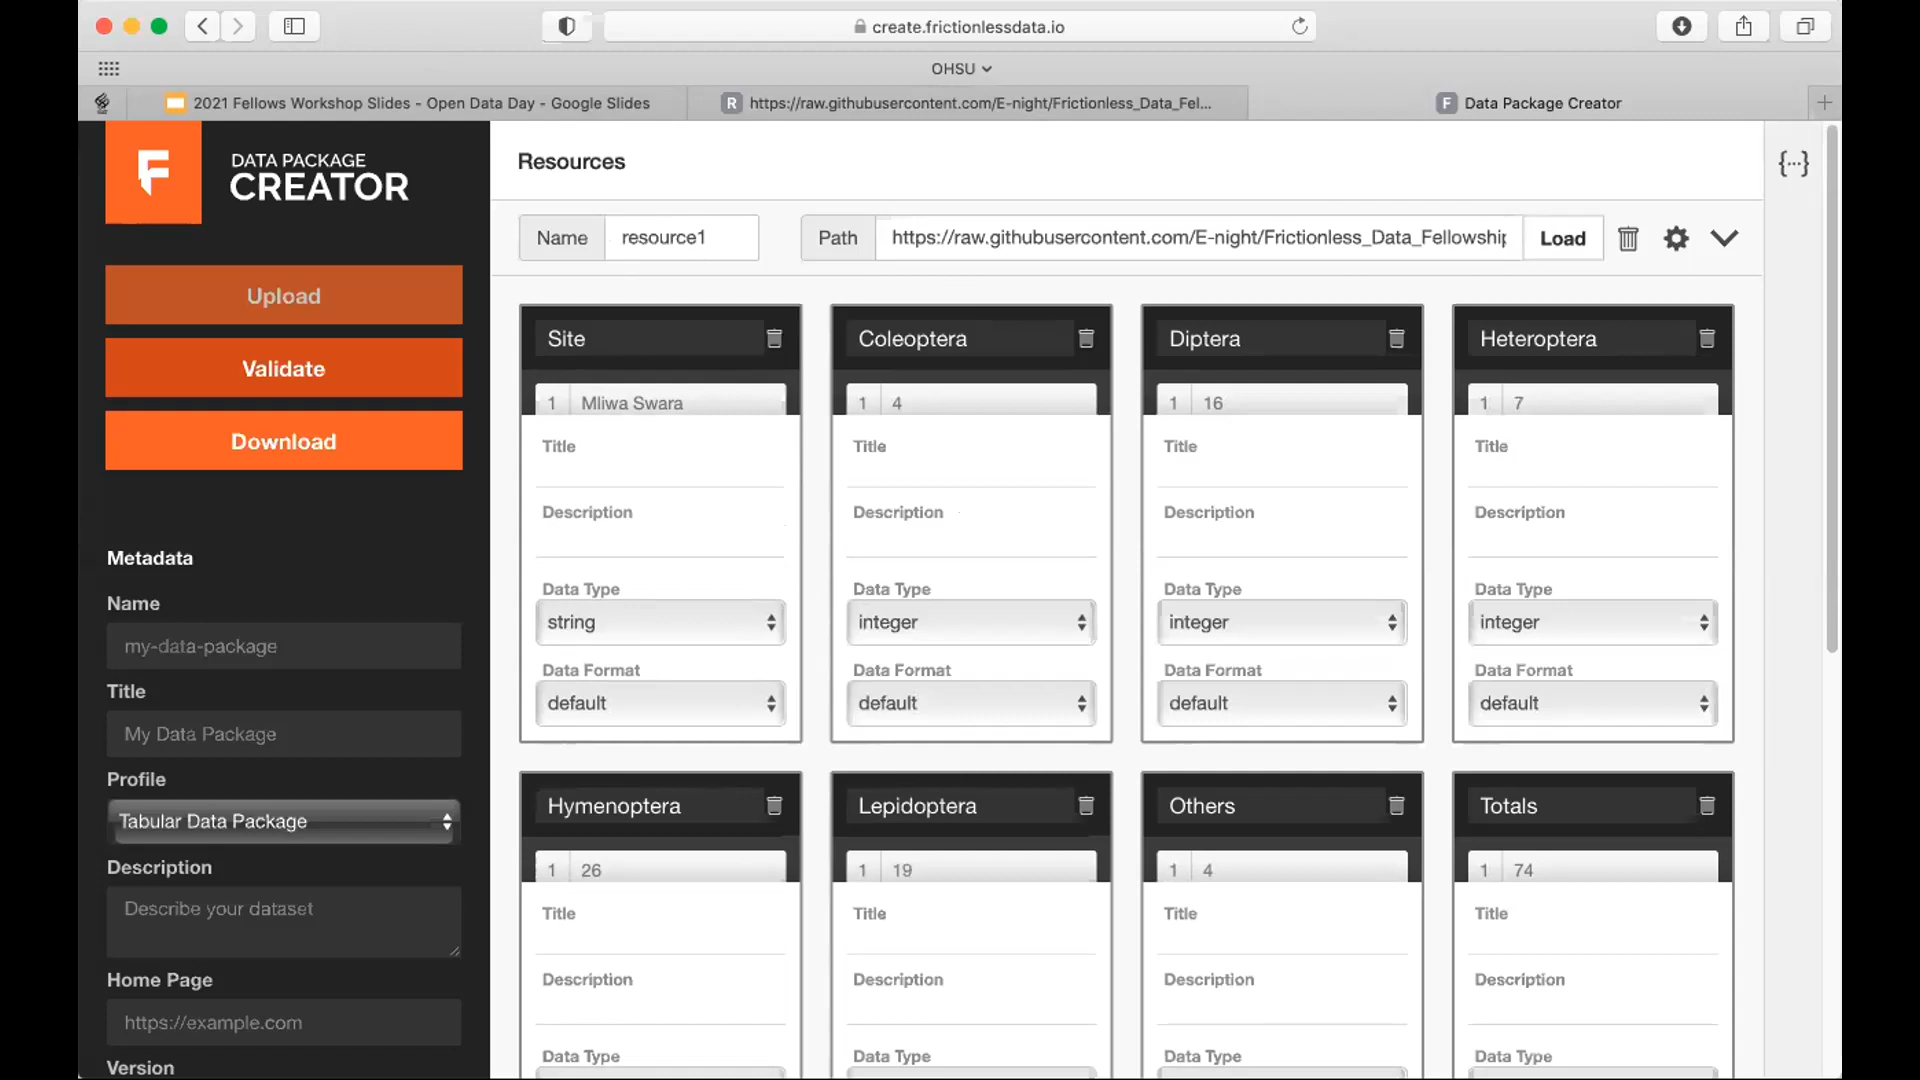 create.frictionlessdata.io
OHSU
2021 Fellows Workshop Slides - Open Data Day - Google Slides
R https://raw.githubusercontent.com/E-night/Frictionless_Data_Fel...
F Data Package Creator
F DATA PACKAGE
CREATOR
Upload
Validate
Download
Metadata
Name
my-data-package
Title
My Data Package
Profile
Tabular Data Package
Description
Describe your dataset
Home Page
https://example.com
Version
Resources
{...}
Name resource1 Path https://raw.githubusercontent.com/E-night/Frictionless_Data_Fellowship Load
Site Coleoptera Diptera Heteroptera
1 Mliwa Swara 1 4 1 16 1 7
Title Title Title Title
Description Description Description Description
Data Type Data Type Data Type Data Type
string integer integer integer
Data Format Data Format Data Format Data Format
default default default default
Hymenoptera Lepidoptera Others Totals
1 26 1 19 1 4 1 74
Title Title Title Title
Description Description Description Description
Data Type Data Type Data Type Data Type